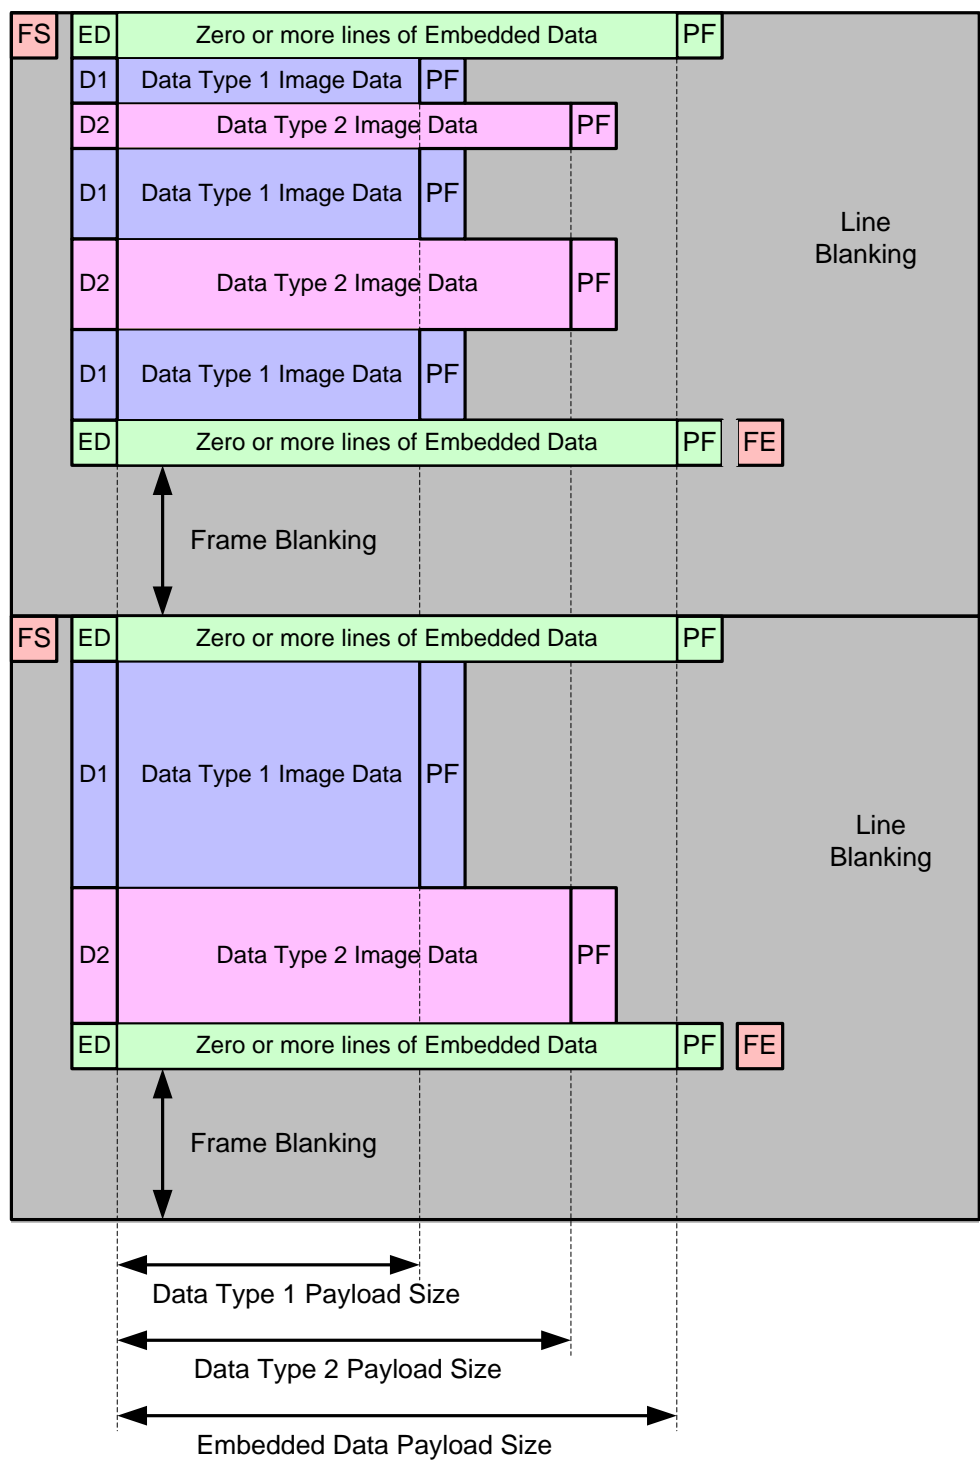 FS ED Zero or more lines of Embedded Data PF
D1 Data Type 1 Image Data PF
D2 Data Type 2 Image Data PF
D1 Data Type 1 Image Data PF
Line
Blanking
D2 Data Type 2 Image Data PF
D1 Data Type 1 Image Data PF
ED Zero or more lines of Embedded Data PF FE
Frame Blanking
FS ED Zero or more lines of Embedded Data PF
D1 Data Type 1 Image Data PF
Line
Blanking
D2 Data Type 2 Image Data PF
ED Zero or more lines of Embedded Data PF FE
Frame Blanking
Data Type 1 Payload Size
Data Type 2 Payload Size
Embedded Data Payload Size